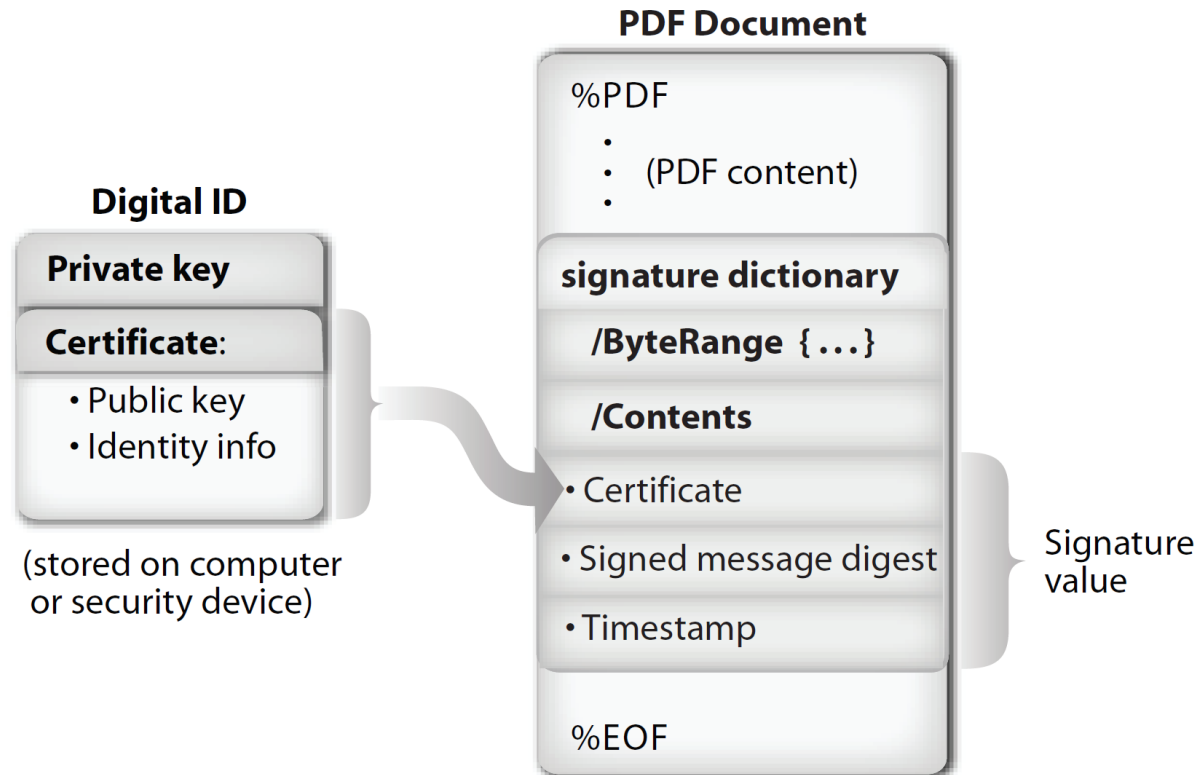 PDF Document
%PDF
•
• (PDF content)
•
Digital ID
Private key
Certificate:
• Public key
• Identity info
(stored on computer
or security device)
signature dictionary
/ByteRange {...}
/Contents
• Certificate
• Signed message digest
• Timestamp
%EOF
Signature
value